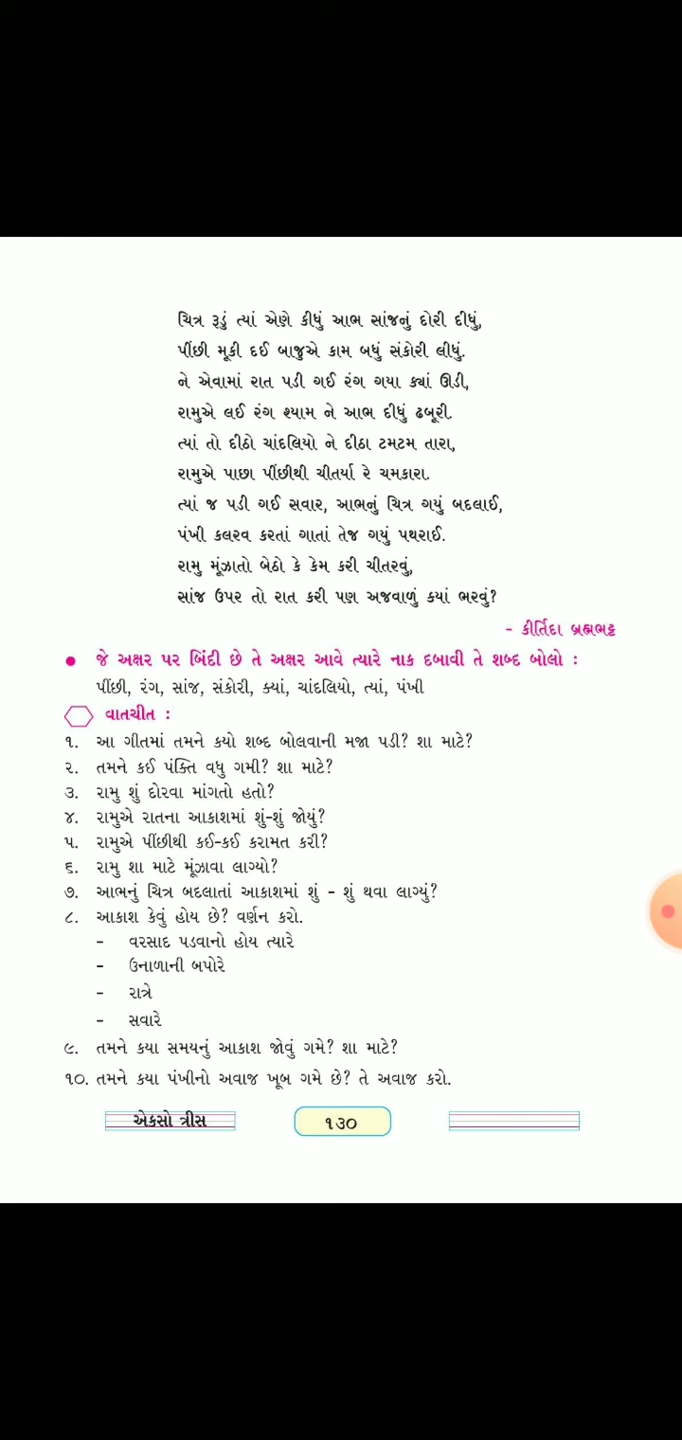 ચિત્ર રૂડું ત્યાં એણે કીધું આભ સાંજનું દોરી દીધું,
પીંછી મૂકી દઈ બાજુએ કામ બધું સંકોરી લીધું.
ને એવામાં રાત પડી ગઈ રંગ ગયા ક્યાં ઊડી,
રામુએ લઈ રંગ શ્યામ ને આભ દીધું ઢબૂરી.
ત્યાં તો દીઠો ચાંદલિયો ને દીઠા ટમટમ તારા,
રામુએ પાછા પીંછીથી ચીતર્યા રે ચમકારા.
ત્યાં જ પડી ગઈ સવાર, આભનું ચિત્ર ગયું બદલાઈ,
પંખી કલરવ કરતાં ગાતાં તેજ ગયું પથરાઈ.
રામુ મૂંઝાતો બેઠો કે કેમ કરી ચીતરવું,
સાંજ ઉપર તો રાત કરી પણ અજવાળું ક્યાં ભરવું?
- કીર્તિદા બ્રહ્મભટ્ટ
● જે અક્ષર પર બિંદી છે તે અક્ષર આવે ત્યારે નાક દબાવી તે શબ્દ બોલો :
પીંછી, રંગ, સાંજ, સંકોરી, ક્યાં, ચાંદલિયો, ત્યાં, પંખી
વાતચીત :
૧. આ ગીતમાં તમને કયો શબ્દ બોલવાની મજા પડી? શા માટે?
૨. તમને કઈ પંક્તિ વધુ ગમી? શા માટે?
૩. રામુ શું દોરવા માંગતો હતો?
૪. રામુએ રાતના આકાશમાં શું-શું જોયું?
૫. રામુએ પીંછીથી કઈ-કઈ કરામત કરી?
૬. રામુ શા માટે મૂંઝાવા લાગ્યો?
૭. આભનું ચિત્ર બદલાતાં આકાશમાં શું - શું થવા લાગ્યું?
૮. આકાશ કેવું હોય છે? વર્ણન કરો.
- વરસાદ પડવાનો હોય ત્યારે
- ઉનાળાની બપોરે
- રાત્રે
- સવારે
૯. તમને કયા સમયનું આકાશ જોવું ગમે? શા માટે?
૧૦. તમને કયા પંખીનો અવાજ ખૂબ ગમે છે? તે અવાજ કરો.
એકસો ત્રીસ ૧૩૦